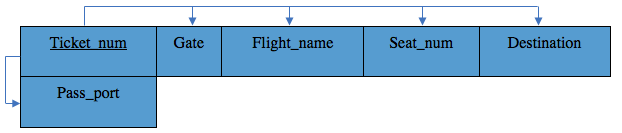 Ticket_num Gate Flight_name Seat_num Destination
Pass_port